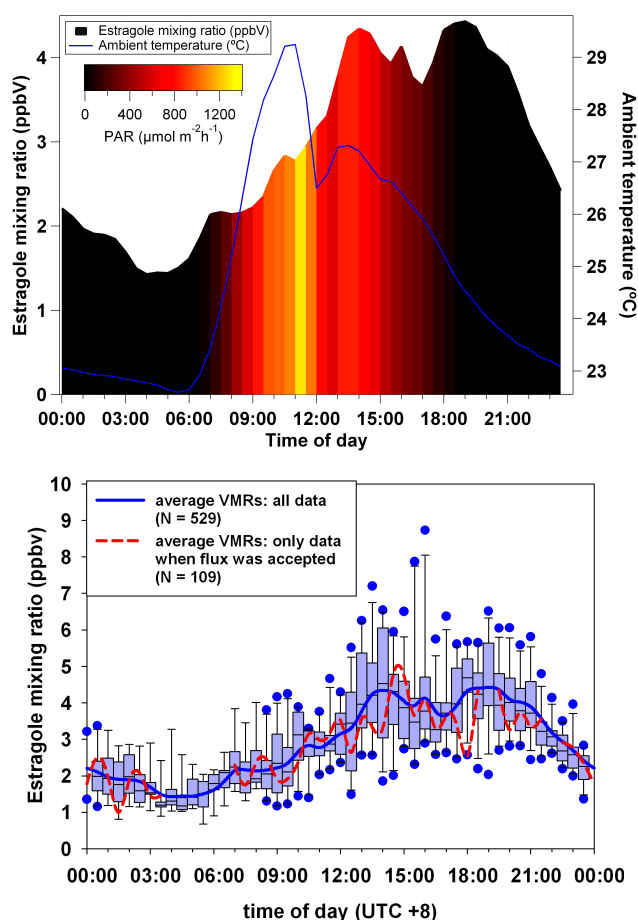 Estragole mixing ratio (ppbV)
Ambient temperature (ºC)
0 400 800 1200
PAR (µmol m⁻²h⁻¹)
Estragole mixing ratio (ppbV)
4
3
2
1
0
29
28
27
26
25
24
23
Ambient temperature (ºC)
00:00 03:00 06:00 09:00 12:00 15:00 18:00 21:00
Time of day
average VMRs: all data
(N = 529)
average VMRs: only data
when flux was accepted
(N = 109)
Estragole mixing ratio (ppbv)
10
9
8
7
6
5
4
3
2
1
0
00:00 03:00 06:00 09:00 12:00 15:00 18:00 21:00 00:00
time of day (UTC +8)